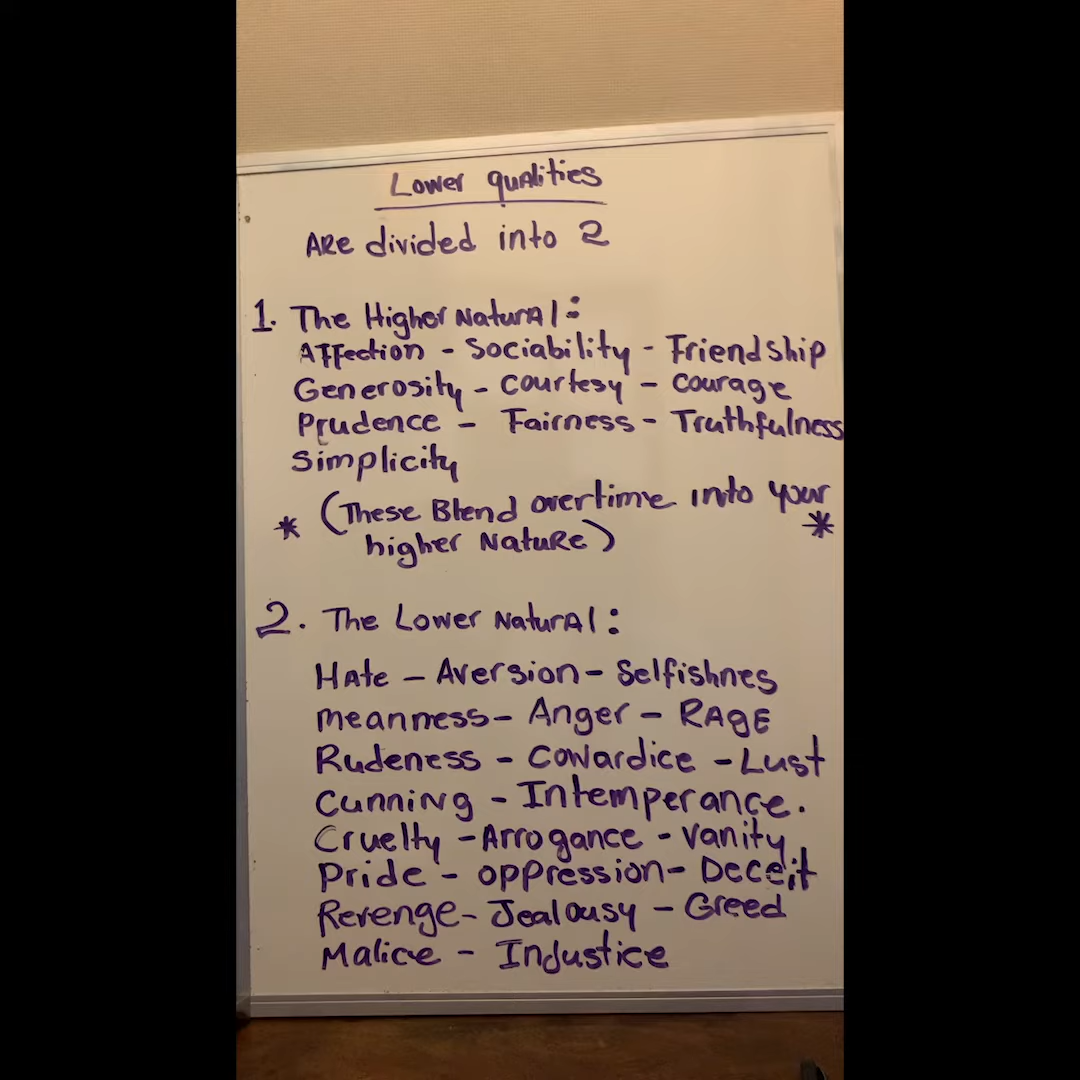 Lower qualities
Are divided into 2
1. The Higher Natural:
Affection - Sociability - Friendship
Generosity - Courtesy - Courage
Prudence - Fairness - Truthfulness
Simplicity
* (These Blend overtime into your *
higher Nature)
2. The Lower Natural:
Hate - Aversion - Selfishnes
Meanness - Anger - Rage
Rudeness - Cowardice - Lust
Cunning - Intemperance.
Cruelty - Arrogance - Vanity
Pride - Oppression - Deceit
Revenge - Jealousy - Greed
Malice - Injustice